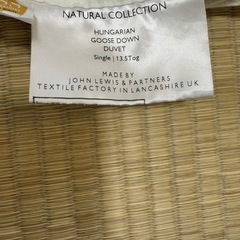 NATURAL COLLECTION
HUNGARIAN
GOOSE DOWN
DUVET
Single | 13.5Tog
MADE BY
JOHN LEWIS & PARTNERS
TEXTILE FACTORY IN LANCASHIRE UK